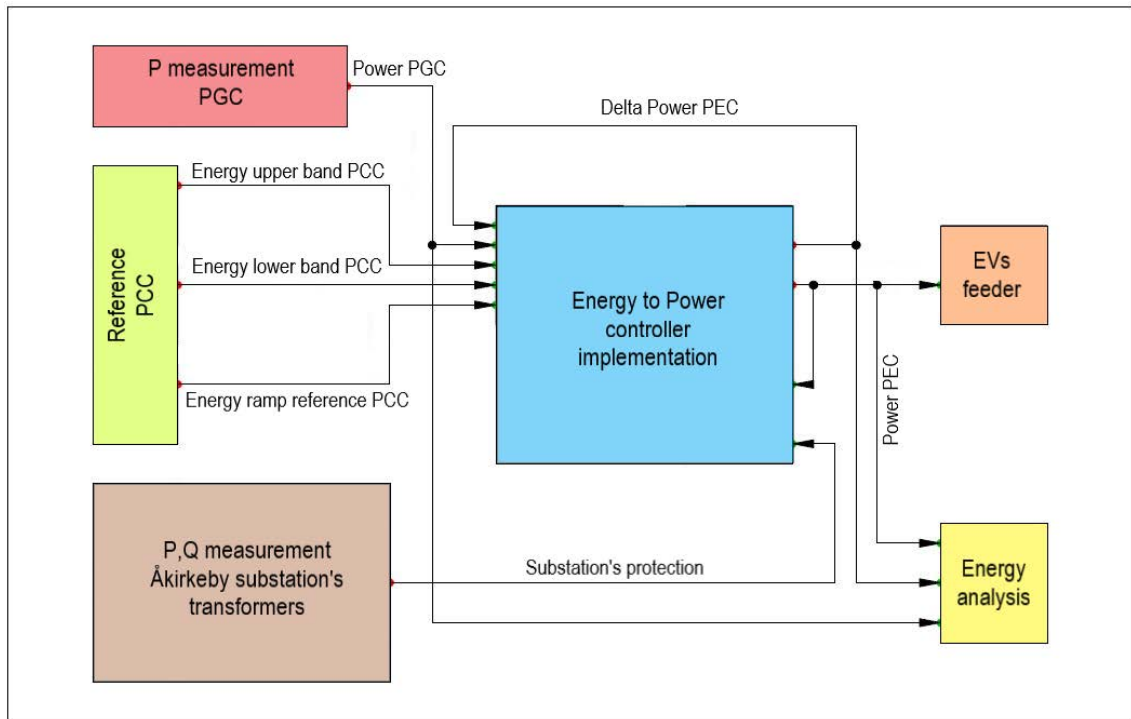 P measurement
PGC
Power PGC
Delta Power PEC
Energy upper band PCC
Reference
PCC
Energy lower band PCC
Energy ramp reference PCC
Energy to Power
controller
implementation
EVs
feeder
Power PEC
P,Q measurement
Åkirkeby substation's
transformers
Substation's protection
Energy
analysis